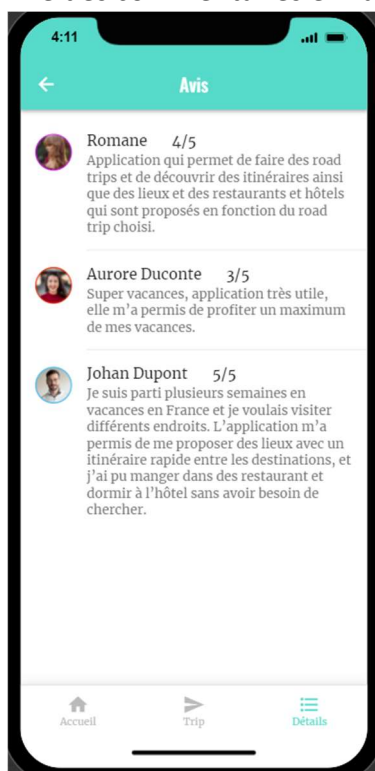 4:11
Avis
Romane 4/5
Application qui permet de faire des road
trips et de découvrir des itinéraires ainsi
que des lieux et des restaurants et hôtels
qui sont proposés en fonction du road
trip choisi.
Aurore Duconte 3/5
Super vacances, application très utile,
elle m'a permis de profiter un maximum
de mes vacances.
Johan Dupont 5/5
Je suis parti plusieurs semaines en
vacances en France et je voulais visiter
différents endroits. L'application m'a
permis de me proposer des lieux avec un
itinéraire rapide entre les destinations, et
j'ai pu manger dans des restaurant et
dormir à l'hôtel sans avoir besoin de
chercher.
Accueil Trip Détails